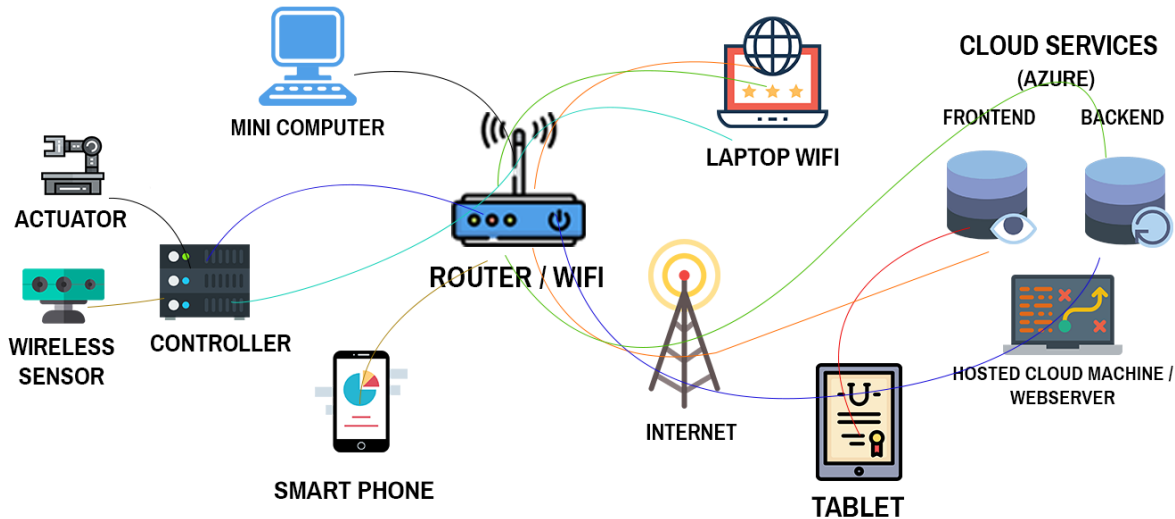 CLOUD SERVICES
(AZURE)
FRONTEND
BACKEND
MINI COMPUTER
LAPTOP WIFI
ACTUATOR
ROUTER / WIFI
CONTROLLER
WIRELESS
SENSOR
HOSTED CLOUD MACHINE /
WEBSERVER
INTERNET
SMART PHONE
TABLET